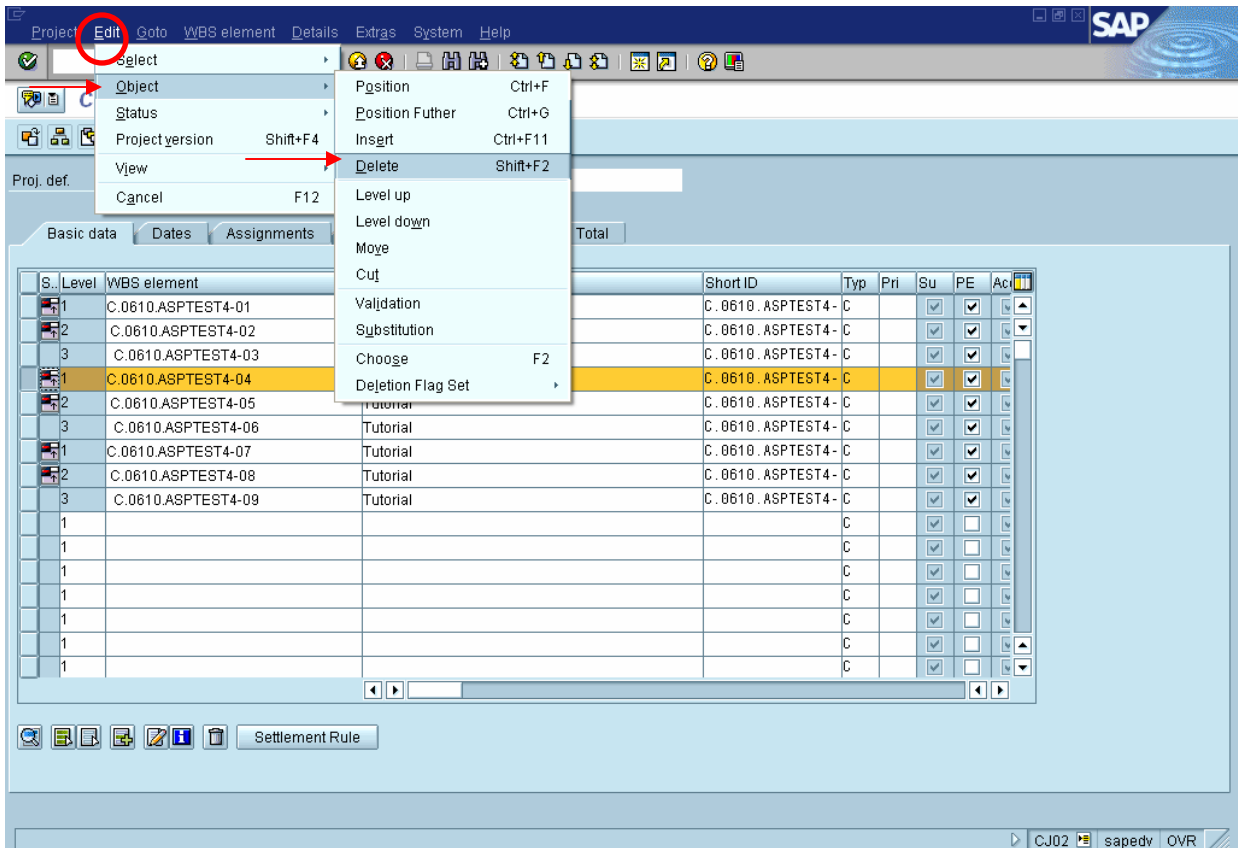 Project Edit Goto WBS element Details Extras System Help
SAP
Select
Object
Status
Project version Shift+F4
View
Cancel F12
Position Ctrl+F
Position Futher Ctrl+G
Insert Ctrl+F11
Delete Shift+F2
Level up
Level down
Move
Cut
Validation
Substitution
Choose F2
Deletion Flag Set
C
Proj. def.
Basic data Dates Assignments Total
S.. Level WBS element Short ID Typ Pri Su PE Ac
1 C.0610.ASPTEST4-01 C.0610.ASPTEST4- C
2 C.0610.ASPTEST4-02 C.0610.ASPTEST4- C
3 C.0610.ASPTEST4-03 C.0610.ASPTEST4- C
1 C.0610.ASPTEST4-04 C.0610.ASPTEST4- C
2 C.0610.ASPTEST4-05 Tutorial C.0610.ASPTEST4- C
3 C.0610.ASPTEST4-06 Tutorial C.0610.ASPTEST4- C
1 C.0610.ASPTEST4-07 Tutorial C.0610.ASPTEST4- C
2 C.0610.ASPTEST4-08 Tutorial C.0610.ASPTEST4- C
3 C.0610.ASPTEST4-09 Tutorial C.0610.ASPTEST4- C
1 C
1 C
1 C
1 C
1 C
1 C
1 C
Settlement Rule
CJ02 sapedv OVR